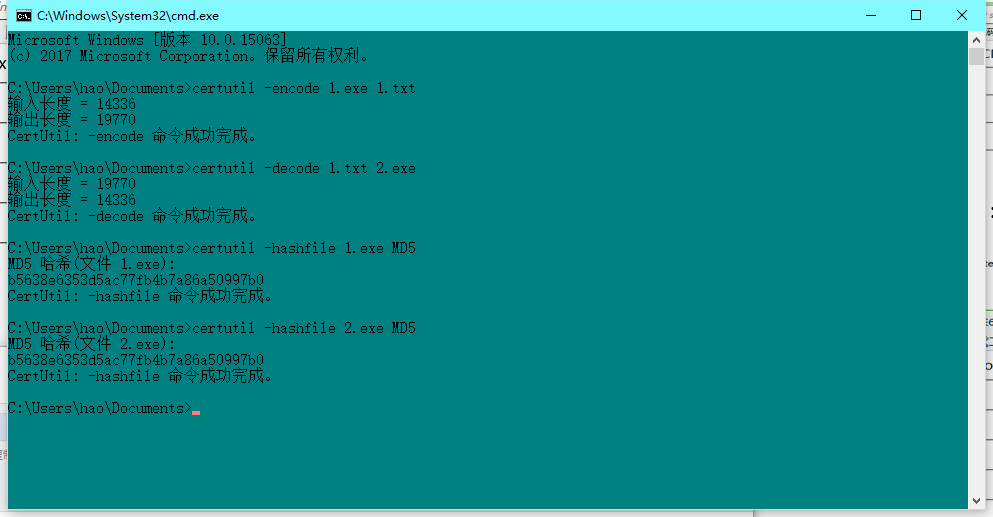 C:\Windows\System32\cmd.exe
Microsoft Windows [版本 10.0.15063]
(c) 2017 Microsoft Corporation。保留所有权利。
C:\Users\hao\Documents>certutil -encode 1.exe 1.txt
输入长度 = 14336
输出长度 = 19770
CertUtil: -encode 命令成功完成。
C:\Users\hao\Documents>certutil -decode 1.txt 2.exe
输入长度 = 19770
输出长度 = 14336
CertUtil: -decode 命令成功完成。
C:\Users\hao\Documents>certutil -hashfile 1.exe MD5
MD5 哈希(文件 1.exe):
b5638e6353d5ac77fb4b7a86a50997b0
CertUtil: -hashfile 命令成功完成。
C:\Users\hao\Documents>certutil -hashfile 2.exe MD5
MD5 哈希(文件 2.exe):
b5638e6353d5ac77fb4b7a86a50997b0
CertUtil: -hashfile 命令成功完成。
C:\Users\hao\Documents>